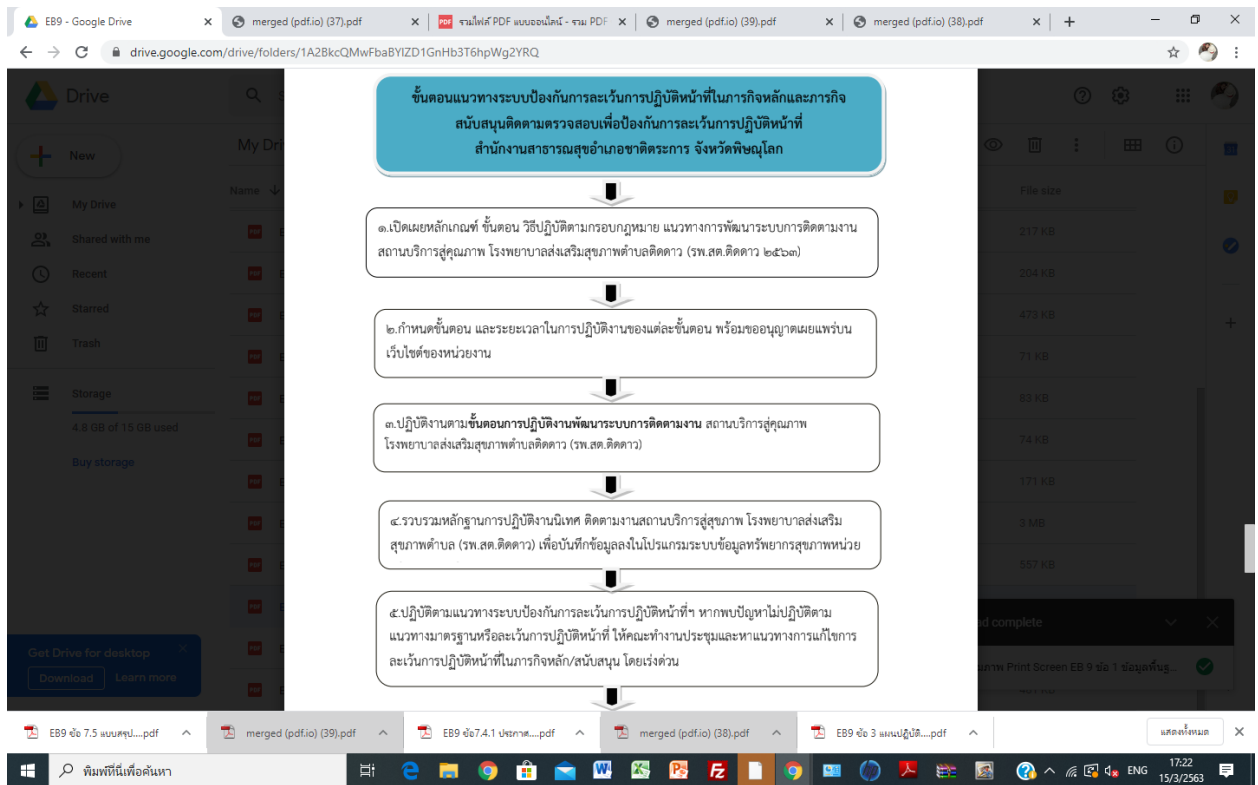 EB9 - Google Drive
merged (pdf.io) (37).pdf
รวมไฟล์ PDF แบบออนไลน์ - รวม PDF
merged (pdf.io) (39).pdf
merged (pdf.io) (38).pdf
drive.google.com/drive/folders/1A2BkcQMwFbaBYIZD1GnHb3T6hpWg2YRQ
Drive
New
My Drive
Shared with me
Recent
Starred
Trash
Storage
4.8 GB of 15 GB used
Buy storage
Get Drive for desktop
Download Learn more
My Dri
Name
File size
217 KB
204 KB
473 KB
71 KB
83 KB
74 KB
171 KB
3 MB
557 KB
ขั้นตอนแนวทางระบบป้องกันการละเว้นการปฏิบัติหน้าที่ในภารกิจหลักและภารกิจ
สนับสนุนติดตามตรวจสอบเพื่อป้องกันการละเว้นการปฏิบัติหน้าที่
สำนักงานสาธารณสุขอำเภอชาติตระการ จังหวัดพิษณุโลก
๑.เปิดเผยหลักเกณฑ์ ขั้นตอน วิธีปฏิบัติตามกรอบกฎหมาย แนวทางการพัฒนาระบบการติดตามงาน
สถานบริการสู่คุณภาพ โรงพยาบาลส่งเสริมสุขภาพตำบลติดดาว (รพ.สต.ติดดาว ๒๕๖๓)
๒.กำหนดขั้นตอน และระยะเวลาในการปฏิบัติงานของแต่ละขั้นตอน พร้อมขออนุญาตเผยแพร่บน
เว็บไซต์ของหน่วยงาน
๓.ปฏิบัติงานตามขั้นตอนการปฏิบัติงานพัฒนาระบบการติดตามงาน สถานบริการสู่คุณภาพ
โรงพยาบาลส่งเสริมสุขภาพตำบลติดดาว (รพ.สต.ติดดาว)
๔.รวบรวมหลักฐานการปฏิบัติงานนิเทศ ติดตามงานสถานบริการสู่สุขภาพ โรงพยาบาลส่งเสริม
สุขภาพตำบล (รพ.สต.ติดดาว) เพื่อบันทึกข้อมูลลงในโปรแกรมระบบข้อมูลทรัพยากรสุขภาพหน่วย
๕.ปฏิบัติตามแนวทางระบบป้องกันการละเว้นการปฏิบัติหน้าที่ฯ หากพบปัญหาไม่ปฏิบัติตาม
แนวทางมาตรฐานหรือละเว้นการปฏิบัติหน้าที่ ให้คณะทำงานประชุมและหาแนวทางการแก้ไขการ
ละเว้นการปฏิบัติหน้าที่ในภารกิจหลัก/สนับสนุน โดยเร่งด่วน
ad complete
Print Screen EB 9 ข้อ 1 ข้อมูลพื้นฐ...
EB9 ข้อ 7.5 แบบสรุป....pdf
merged (pdf.io) (39).pdf
EB9 ข้อ7.4.1 ประกาศ....pdf
merged (pdf.io) (38).pdf
EB9 ข้อ 3 แผนปฏิบัติ....pdf
แสดงทั้งหมด
พิมพ์ที่นี่เพื่อค้นหา
ENG
17:22
15/3/2563